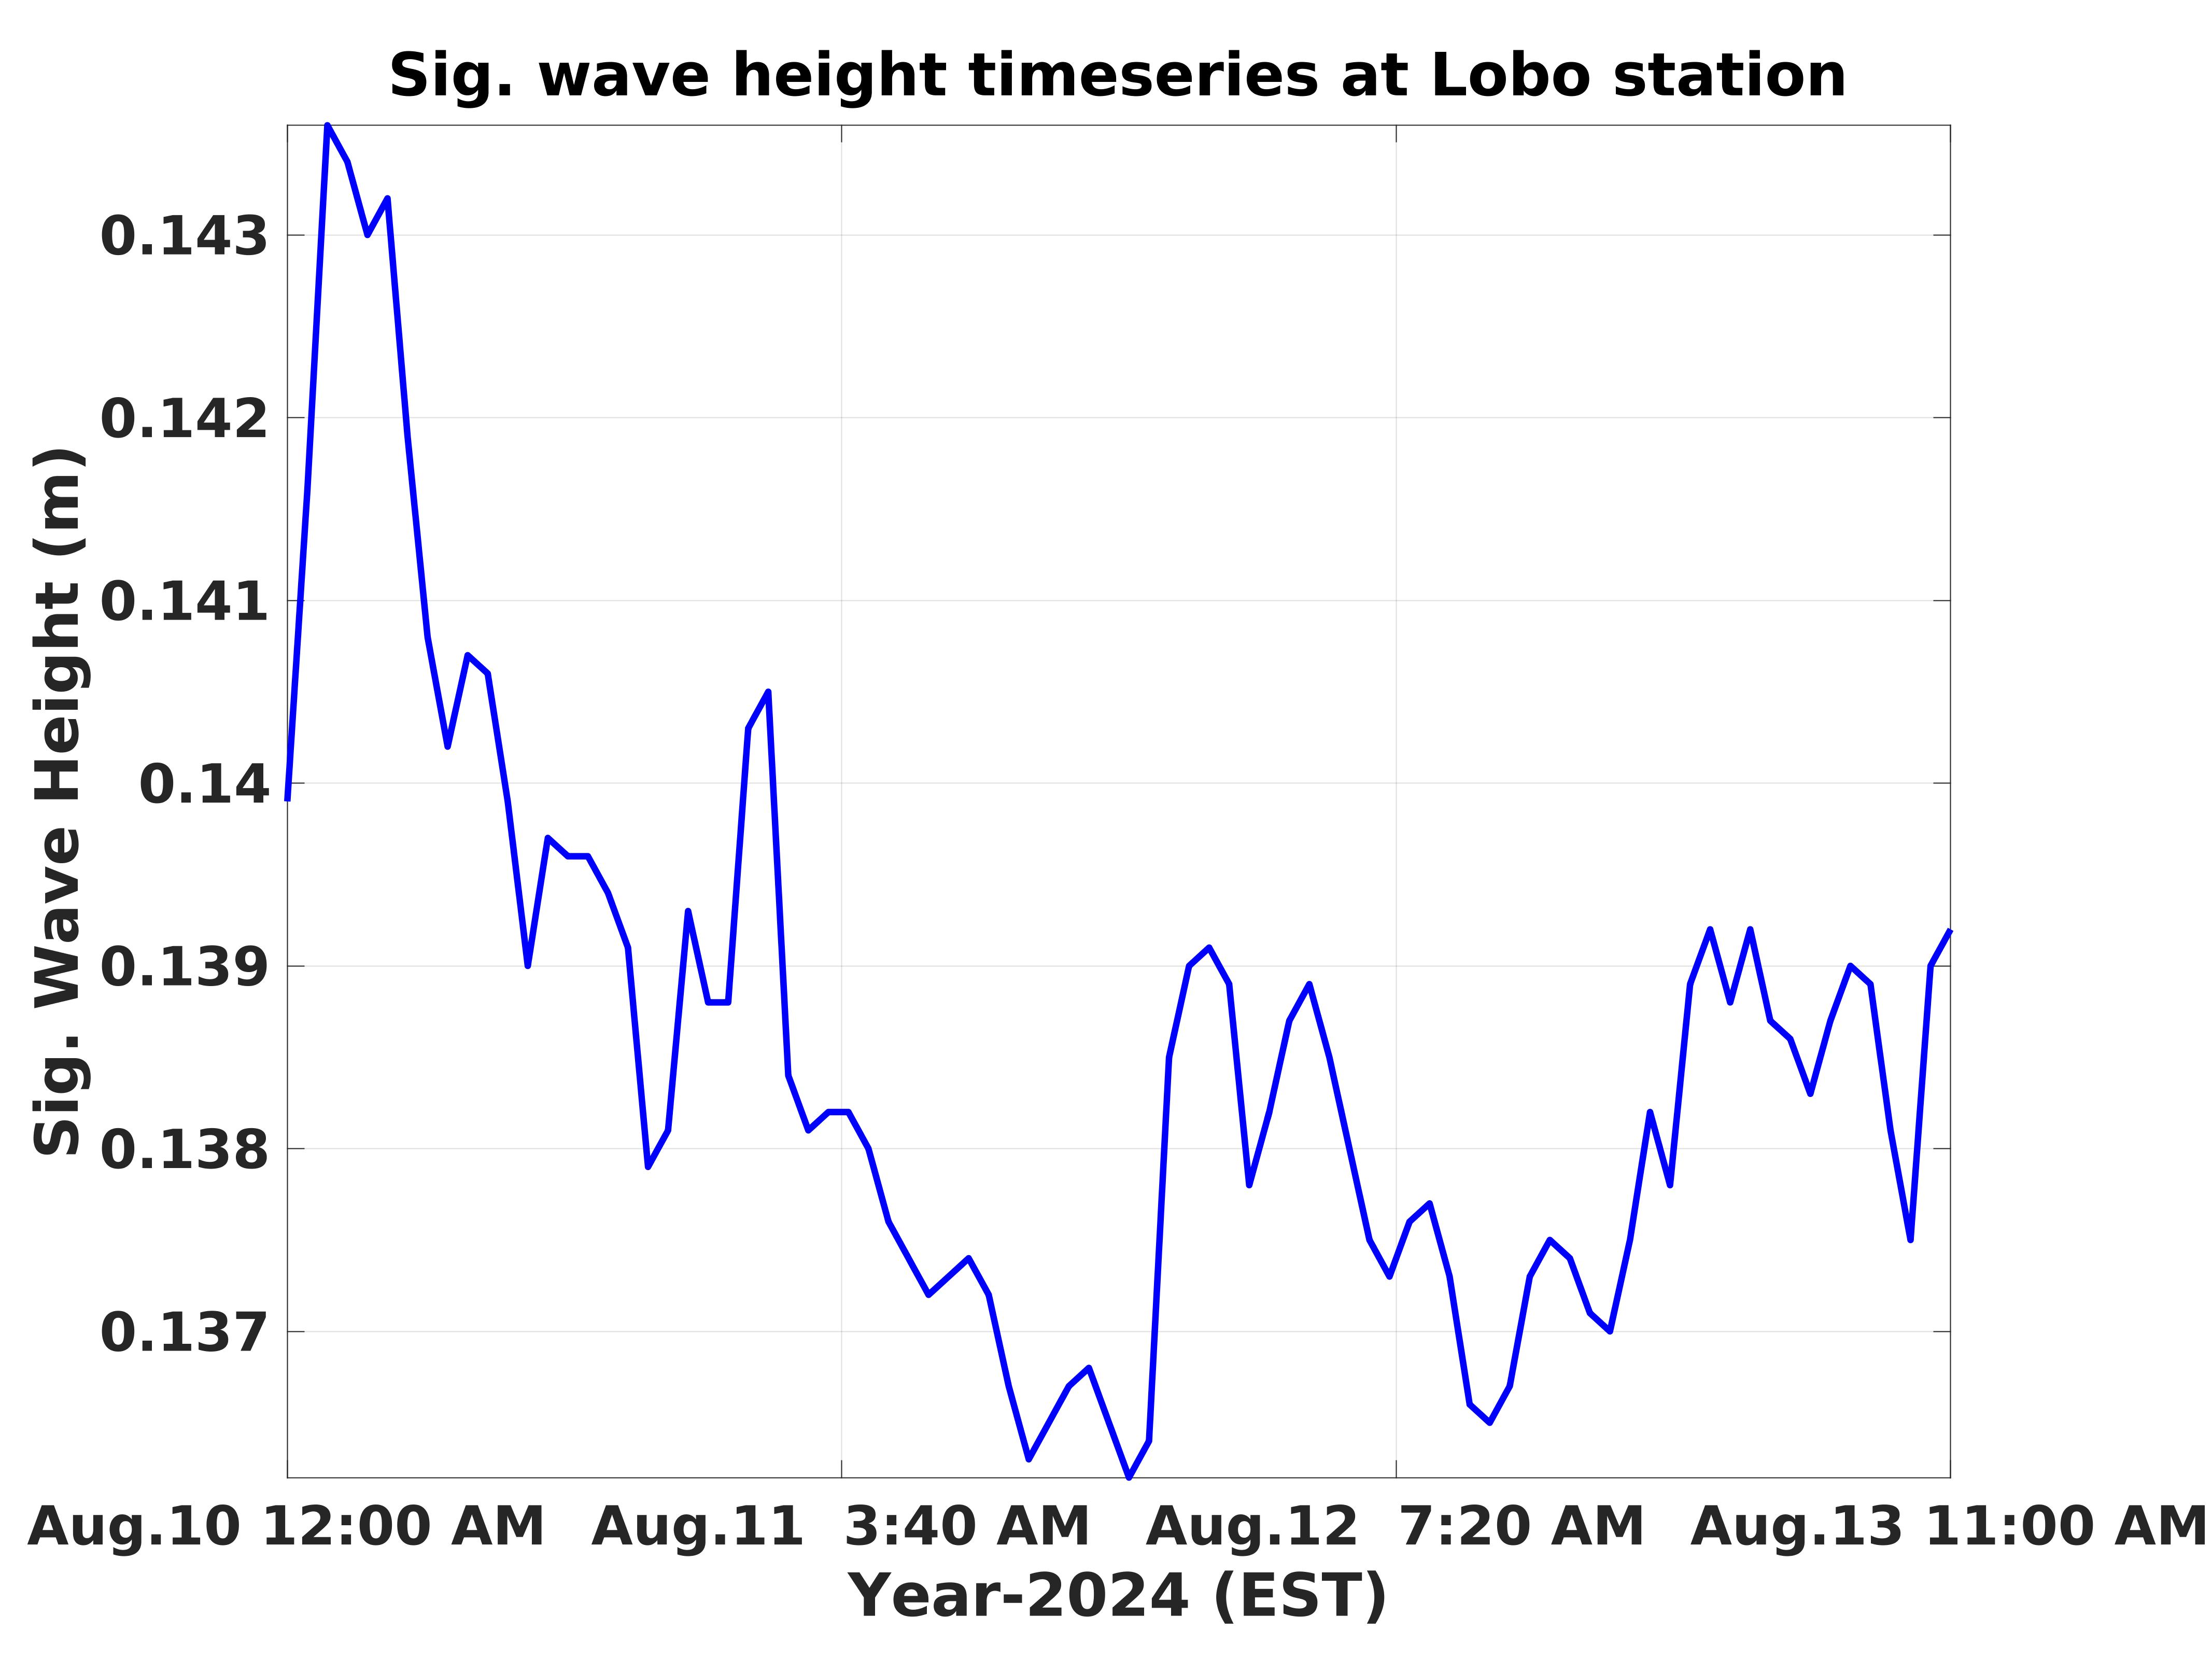 Sig. wave height timeseries at Lobo station
Sig. Wave Height (m)
0.143
0.142
0.141
0.14
0.139
0.138
0.137
Aug.10 12:00 AM Aug.11 3:40 AM Aug.12 7:20 AM Aug.13 11:00 AM
Year-2024 (EST)